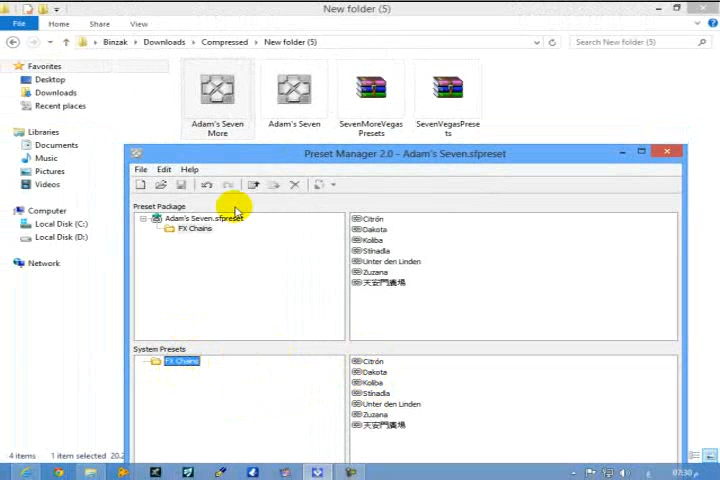 New folder (5)
File
Home
Share
View
Binzak
Downloads
Compressed
New folder (5)
Search New folder (5)
Favorites
Desktop
Downloads
Recent places
Libraries
Documents
Music
Pictures
Videos
Computer
Local Disk (C:)
Local Disk (D:)
Network
Adam's Seven
More
Adam's Seven
SevenMoreVegas
Presets
SevenVegasPrese
ts
Preset Manager 2.0 - Adam's Seven.sfpreset
File
Edit
Help
Preset Package
Adam's Seven.sfpreset
FX Chains
Citrón
Dakota
Koliba
Stínadla
Unter den Linden
Zuzana
天安門廣場
System Presets
FX Chains
Citrón
Dakota
Koliba
Stínadla
Unter den Linden
Zuzana
天安門廣場
4 items
1 item selected
07:30